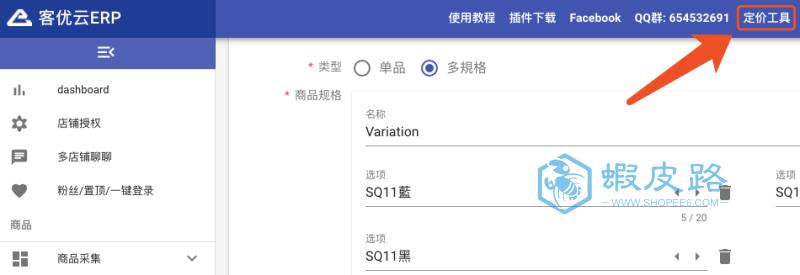 客优云ERP
使用教程 插件下载 Facebook QQ群: 654532691 定价工具
* 类型 单品 多規格
dashboard
* 商品规格
名称
店铺授权
Variation
多店铺聊聊
选项 选项
粉丝/置顶/一键登录
SQ11藍 SQ1
5 / 20
商品
选项
商品采集
SQ11黑
蝦皮路
WWW.SHOPEE6.COM